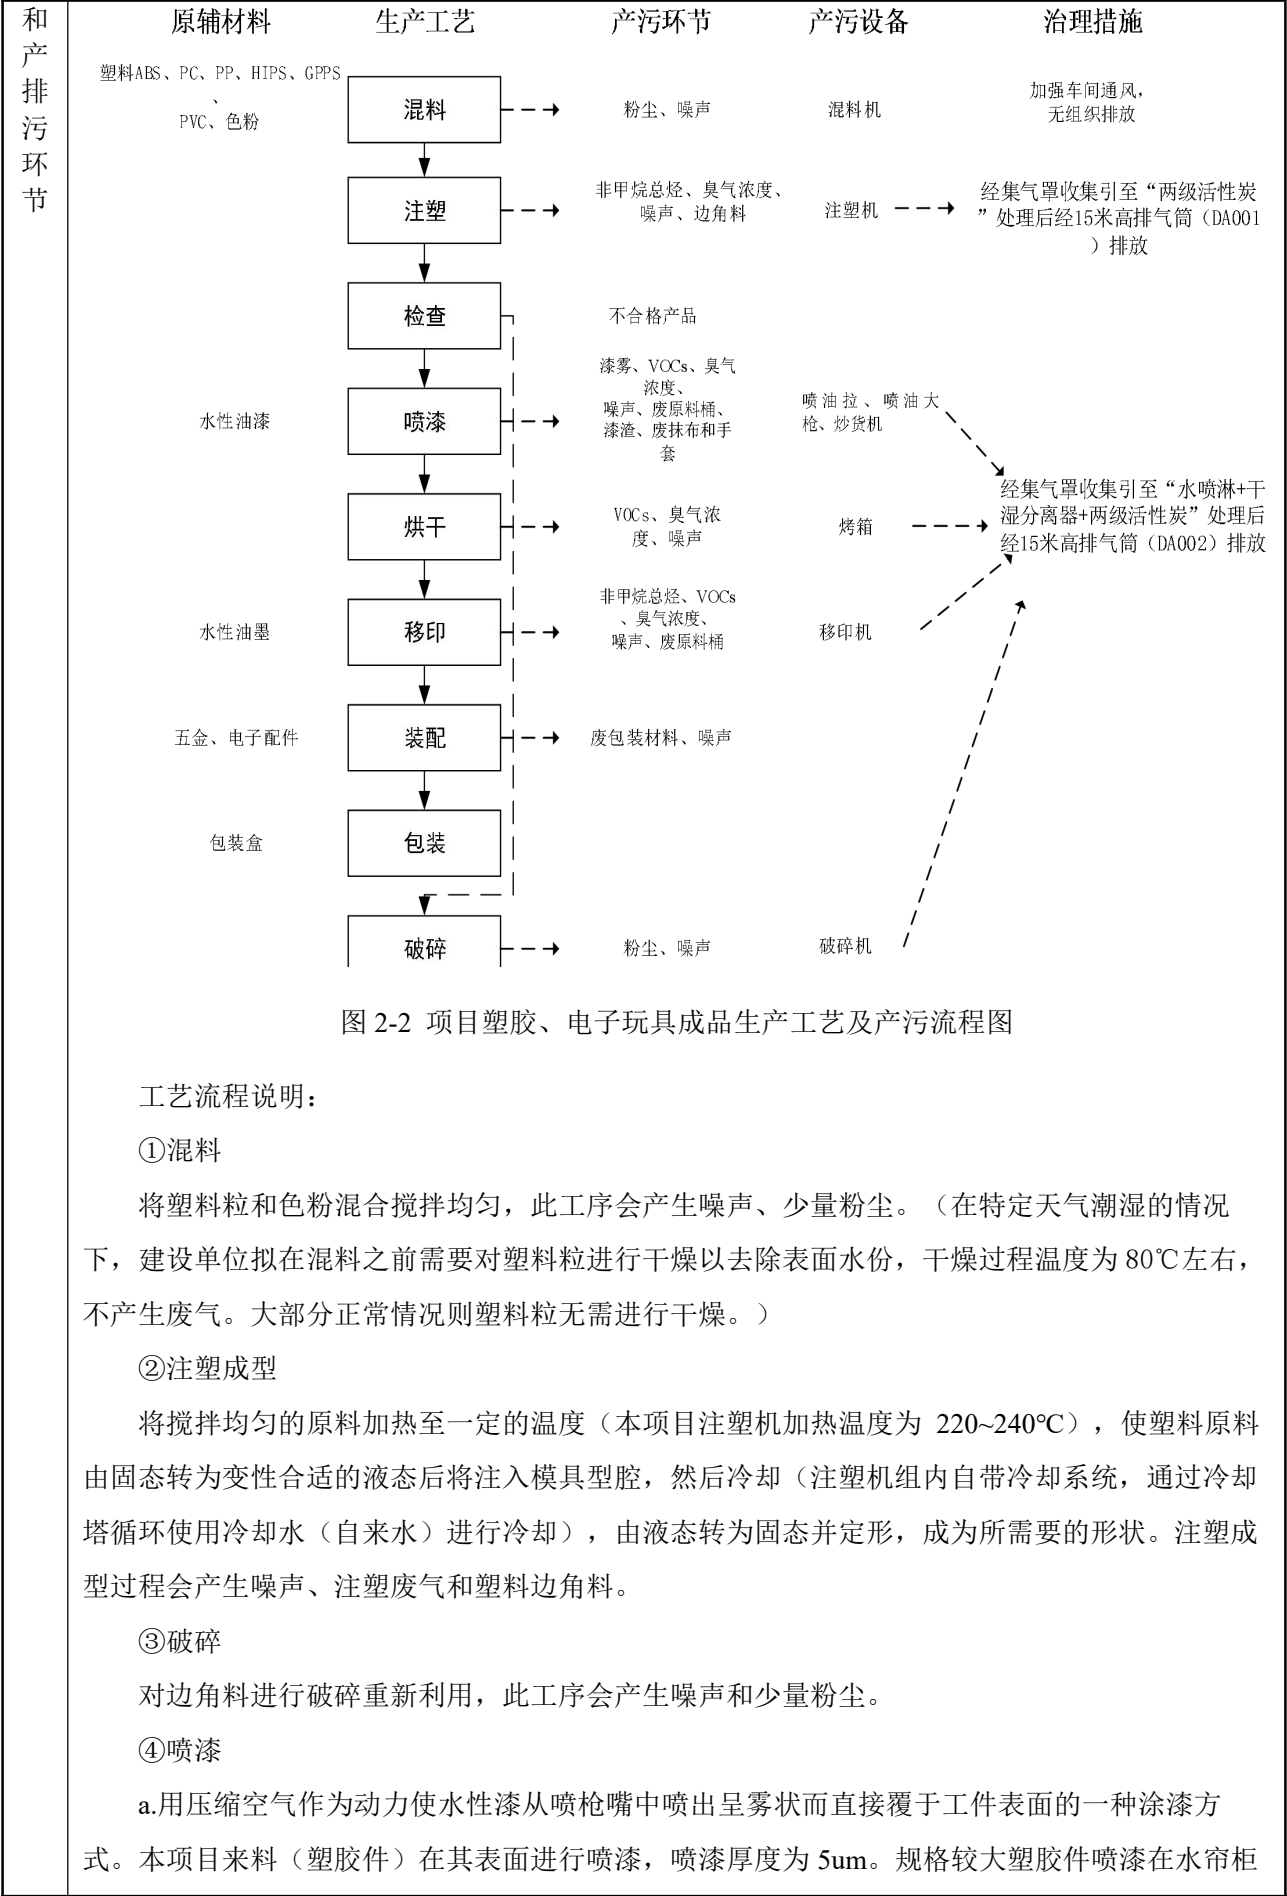 和
产
排
污
环
节
原辅材料 生产工艺 产污环节 产污设备 治理措施
塑料ABS、PC、PP、HIPS、GPPS
、
PVC、色粉
混料
粉尘、噪声
混料机
加强车间通风，
无组织排放
注塑
非甲烷总烃、臭气浓度、
噪声、边角料
注塑机
经集气罩收集引至“两级活性炭
”处理后经15米高排气筒（DA001
）排放
检查
不合格产品
水性油漆
喷漆
漆雾、VOCs、臭气
浓度、
噪声、废原料桶、
漆渣、废抹布和手
套
喷油拉、喷油大
枪、炒货机
烘干
VOCs、臭气浓
度、噪声
烤箱
经集气罩收集引至“水喷淋+干
湿分离器+两级活性炭”处理后
经15米高排气筒（DA002）排放
水性油墨
移印
非甲烷总烃、VOCs
、臭气浓度、
噪声、废原料桶
移印机
五金、电子配件
装配
废包装材料、噪声
包装盒
包装
破碎
粉尘、噪声
破碎机
图 2-2 项目塑胶、电子玩具成品生产工艺及产污流程图
工艺流程说明：
①混料
将塑料粒和色粉混合搅拌均匀，此工序会产生噪声、少量粉尘。（在特定天气潮湿的情况
下，建设单位拟在混料之前需要对塑料粒进行干燥以去除表面水份，干燥过程温度为 80℃左右，
不产生废气。大部分正常情况则塑料粒无需进行干燥。）
②注塑成型
将搅拌均匀的原料加热至一定的温度（本项目注塑机加热温度为 220~240℃），使塑料原料
由固态转为变性合适的液态后将注入模具型腔，然后冷却（注塑机组内自带冷却系统，通过冷却
塔循环使用冷却水（自来水）进行冷却），由液态转为固态并定形，成为所需要的形状。注塑成
型过程会产生噪声、注塑废气和塑料边角料。
③破碎
对边角料进行破碎重新利用，此工序会产生噪声和少量粉尘。
④喷漆
a.用压缩空气作为动力使水性漆从喷枪嘴中喷出呈雾状而直接覆于工件表面的一种涂漆方
式。本项目来料（塑胶件）在其表面进行喷漆，喷漆厚度为 5um。规格较大塑胶件喷漆在水帘柜